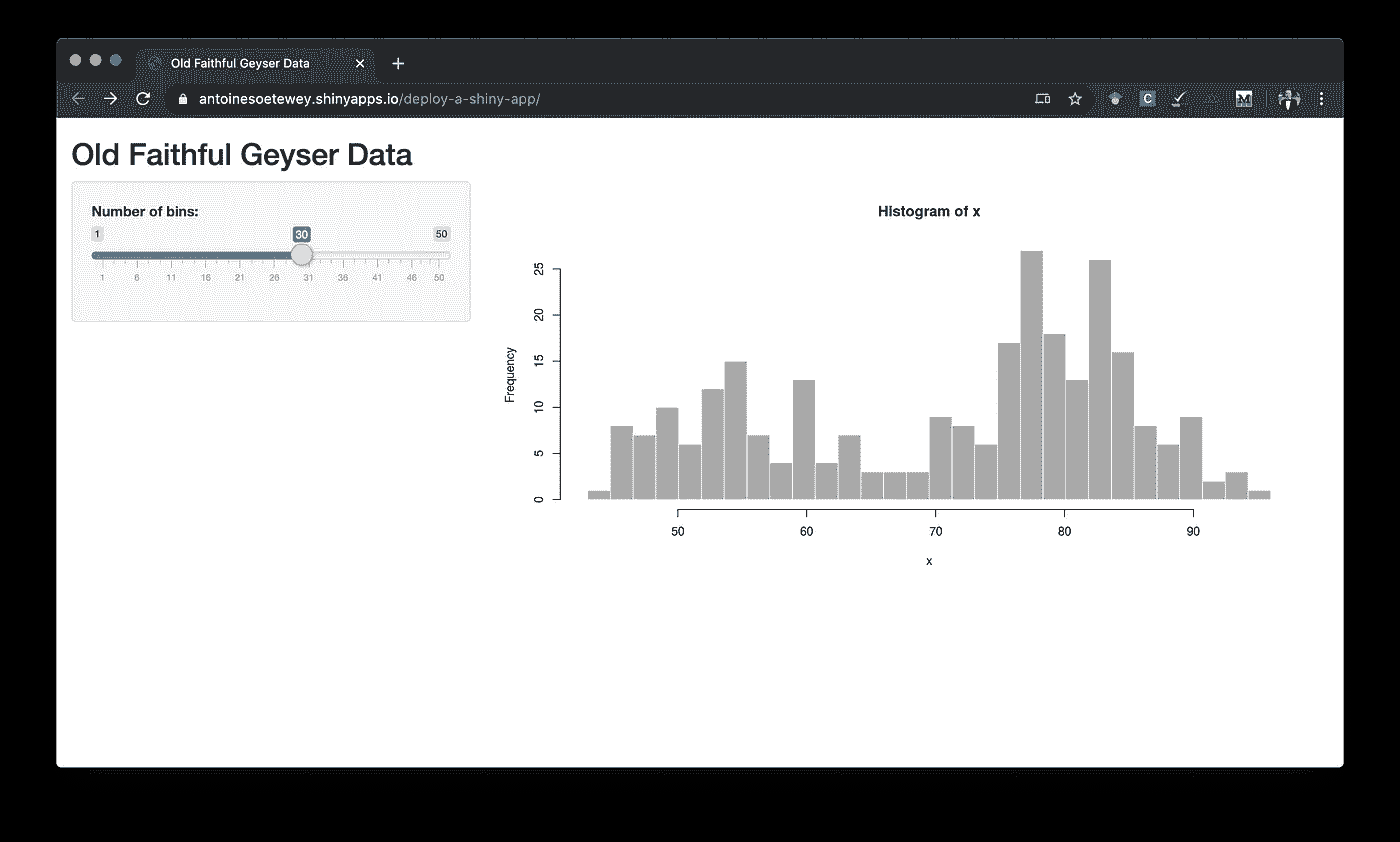 Old Faithful Geyser Data
antoinesoetewey.shinyapps.io/deploy-a-shiny-app/
C
M
Old Faithful Geyser Data
Number of bins:
1 30 50
1 6 11 16 21 26 31 36 41 46 50
Histogram of x
Frequency
25
20
15
10
5
0
50 60 70 80 90
x